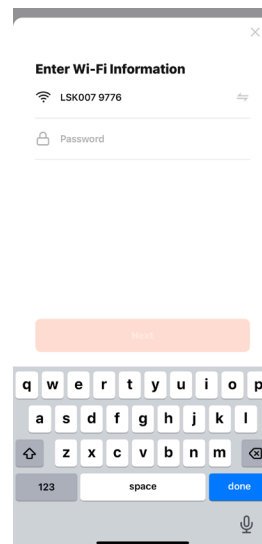 Enter Wi-Fi Information
LSK007 9776
Password
Next
q w e r t y u i o p
a s d f g h j k l
z x c v b n m
123 space done